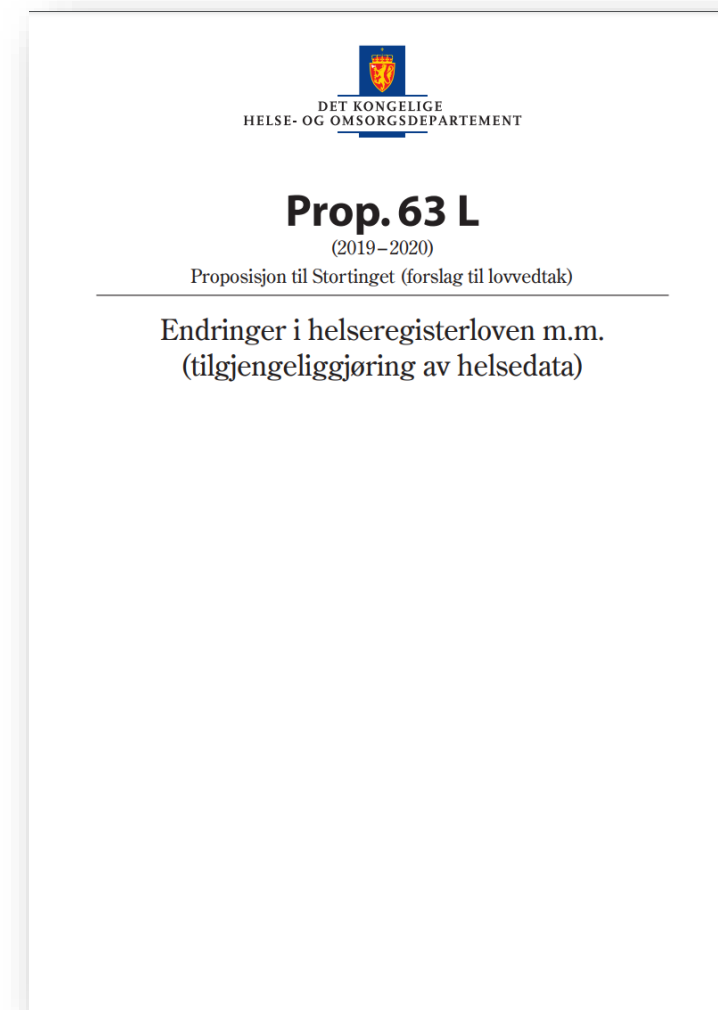 DET KONGELIGE
HELSE- OG OMSORGSDEPARTEMENT
Prop. 63 L
(2019–2020)
Proposisjon til Stortinget (forslag til lovvedtak)
Endringer i helseregisterloven m.m.
(tilgjengeliggjøring av helsedata)